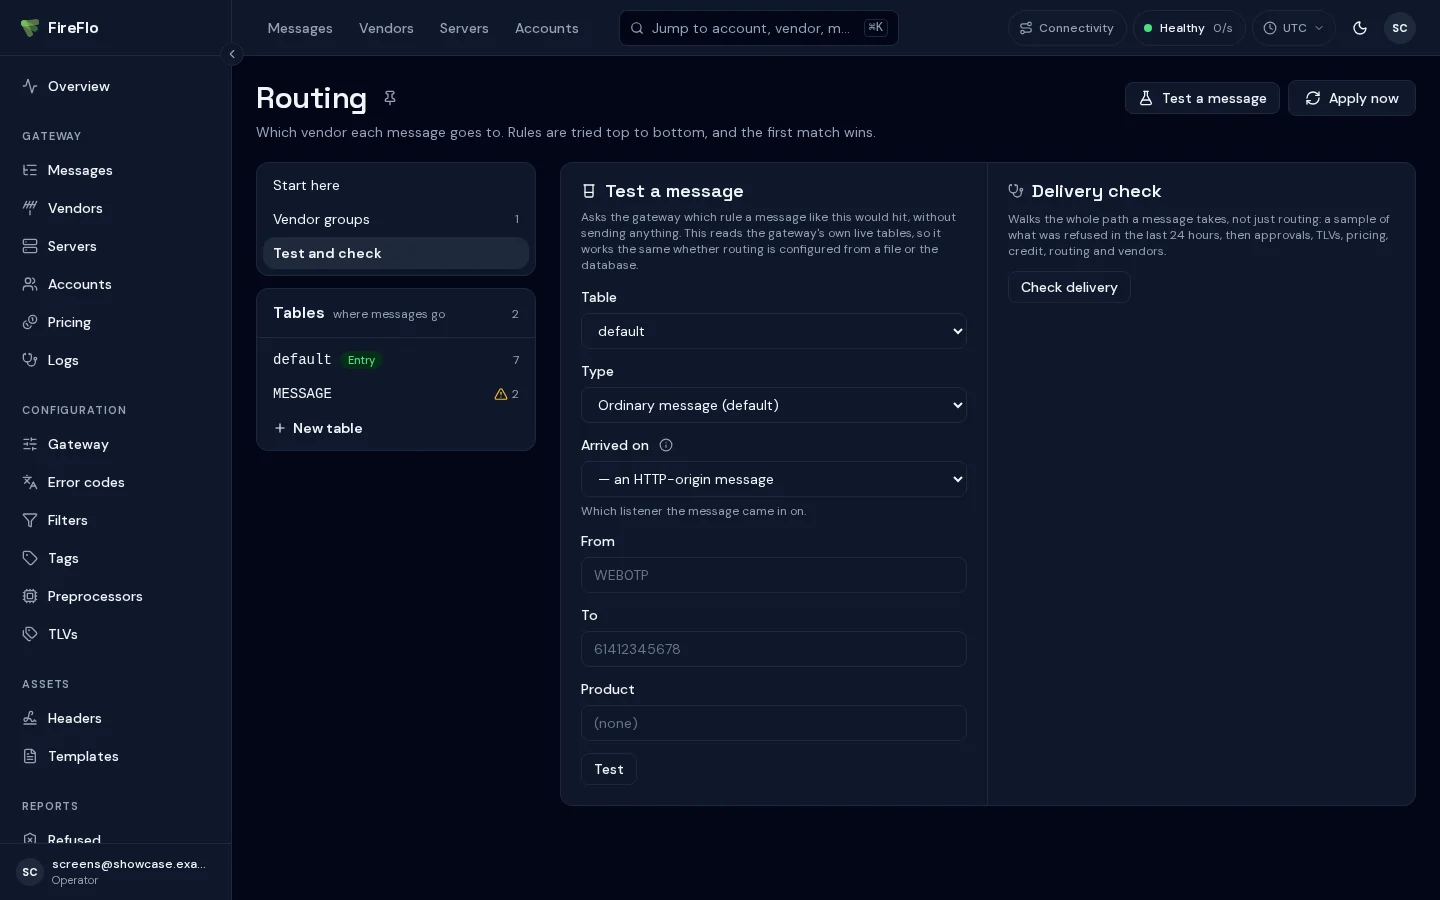 FireFlo
Messages
Vendors
Servers
Accounts
Jump to account, vendor, m...
⌘K
Connectivity
Healthy 0/s
UTC
SC
Overview
GATEWAY
Messages
Vendors
Servers
Accounts
Pricing
Logs
CONFIGURATION
Gateway
Error codes
Filters
Tags
Preprocessors
TLVs
ASSETS
Headers
Templates
REPORTS
Refused
SC
screens@showcase.exa...
Operator
Routing
Test a message
Apply now
Which vendor each message goes to. Rules are tried top to bottom, and the first match wins.
Start here
Vendor groups 1
Test and check
Tables where messages go 2
default Entry 7
MESSAGE 2
+ New table
Test a message
Asks the gateway which rule a message like this would hit, without
sending anything. This reads the gateway's own live tables, so it
works the same whether routing is configured from a file or the
database.
Table
default
Type
Ordinary message (default)
Arrived on
— an HTTP-origin message
Which listener the message came in on.
From
WEBOTP
To
61412345678
Product
(none)
Test
Delivery check
Walks the whole path a message takes, not just routing: a sample of
what was refused in the last 24 hours, then approvals, TLVs, pricing,
credit, routing and vendors.
Check delivery